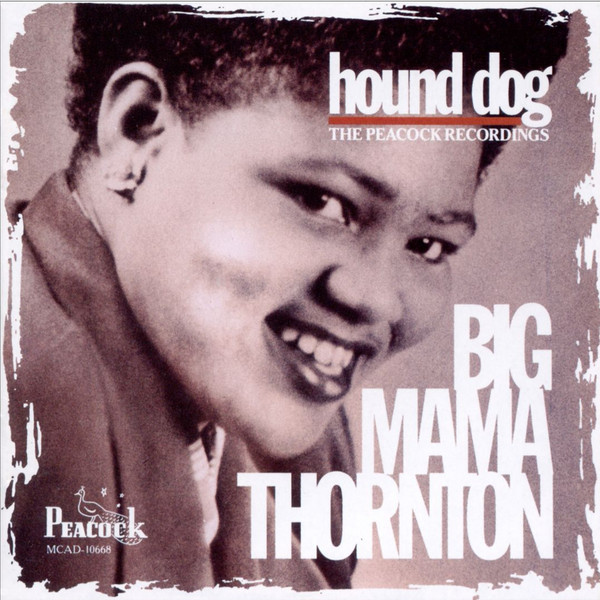 hound dog
THE PEACOCK RECORDINGS
BIG
MAMA
THORNTON
PEACOCK
MCAD-10668